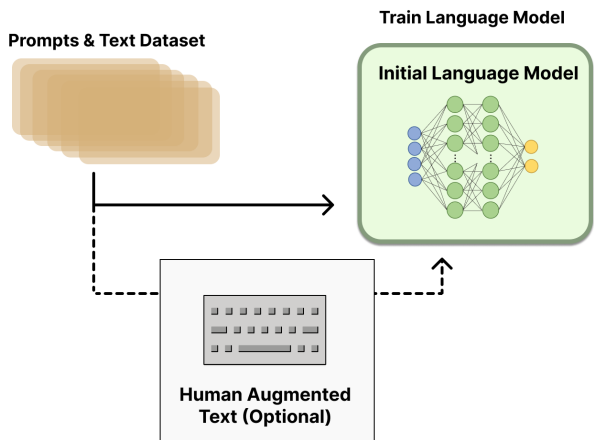 Train Language Model
Prompts & Text Dataset
Initial Language Model
Human Augmented
Text (Optional)